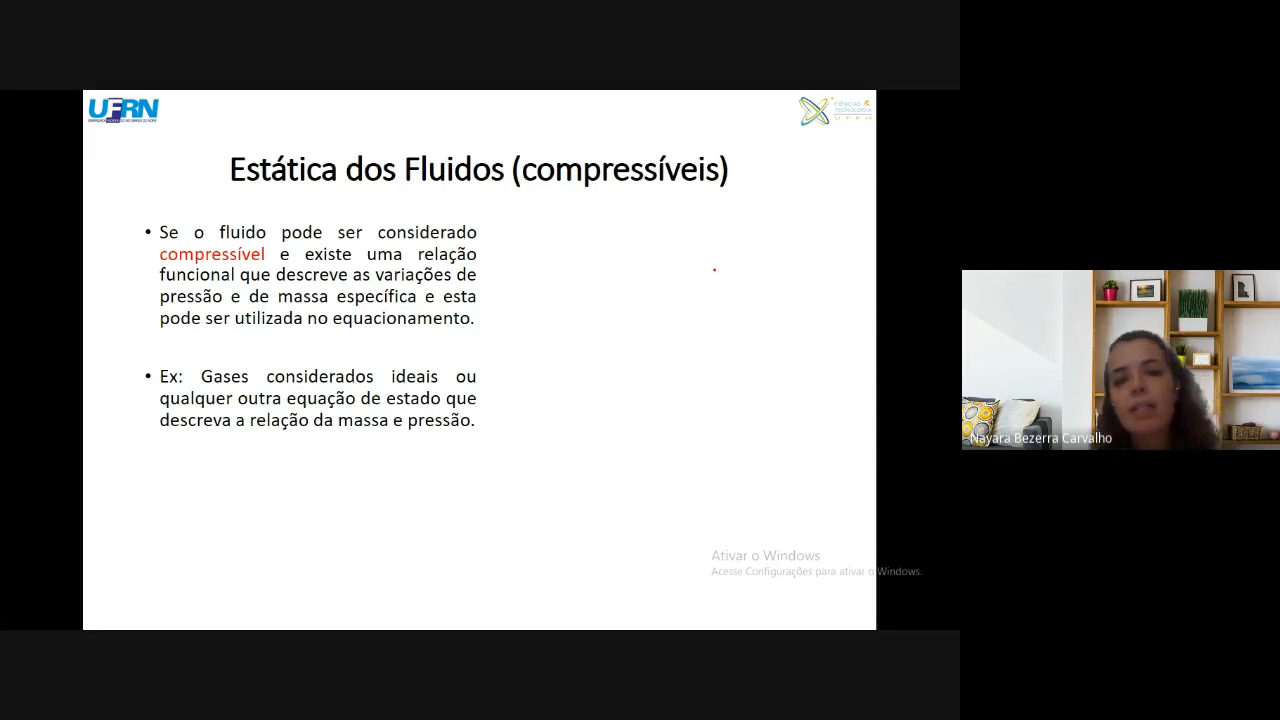 UFRN
CIÊNCIAS &
TECNOLOGIA
UFRN
Estática dos Fluidos (compressíveis)
• Se o fluido pode ser considerado
compressível e existe uma relação
funcional que descreve as variações de
pressão e de massa específica e esta
pode ser utilizada no equacionamento.
• Ex: Gases considerados ideais ou
qualquer outra equação de estado que
descreva a relação da massa e pressão.
Nayara Bezerra Carvalho
Ativar o Windows
Acesse Configurações para ativar o Windows.